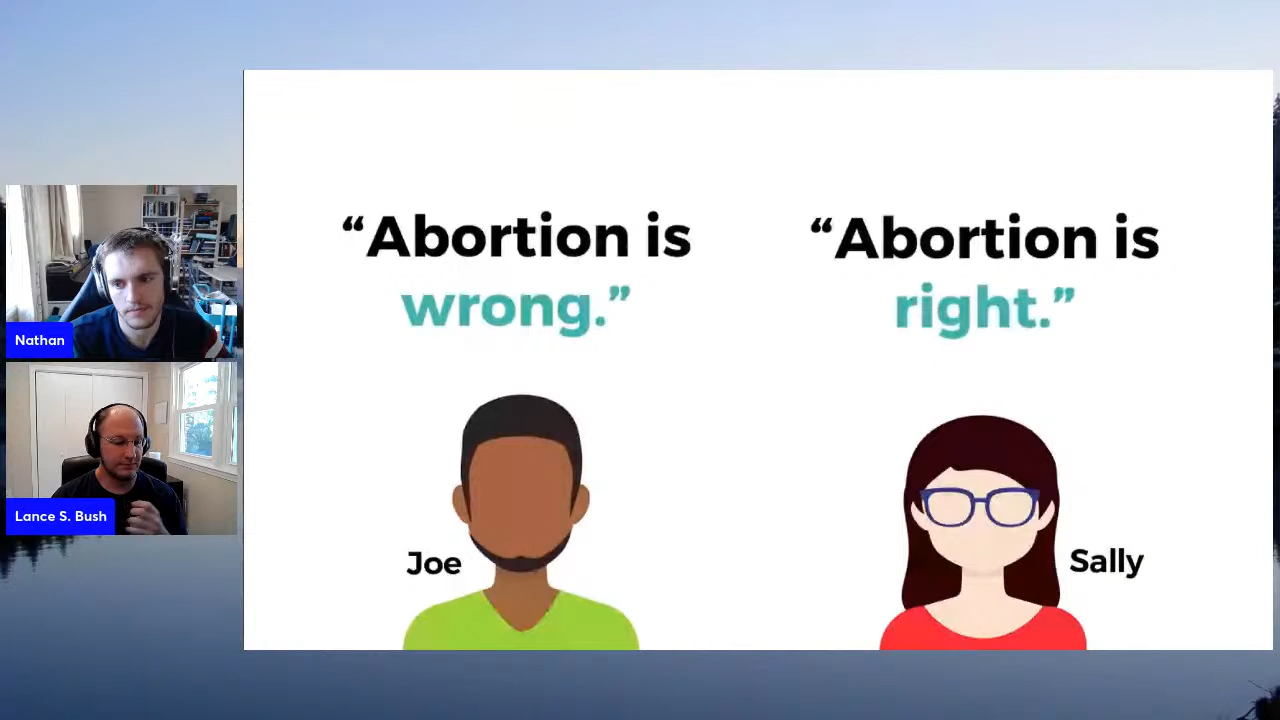 “Abortion is
wrong.”
“Abortion is
right.”
Nathan
Lance S. Bush
Joe
Sally